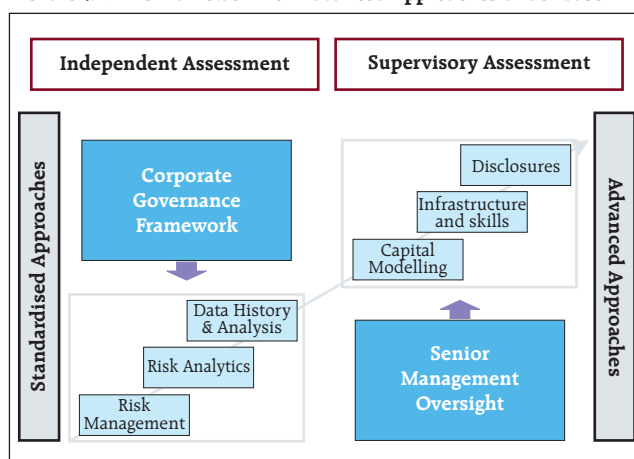 Independent Assessment
Supervisory Assessment
Standardised Approaches
Corporate
Governance
Framework
Data History
& Analysis
Risk Analytics
Risk
Management
Disclosures
Infrastructure
and skills
Capital
Modelling
Senior
Management
Oversight
Advanced Approaches